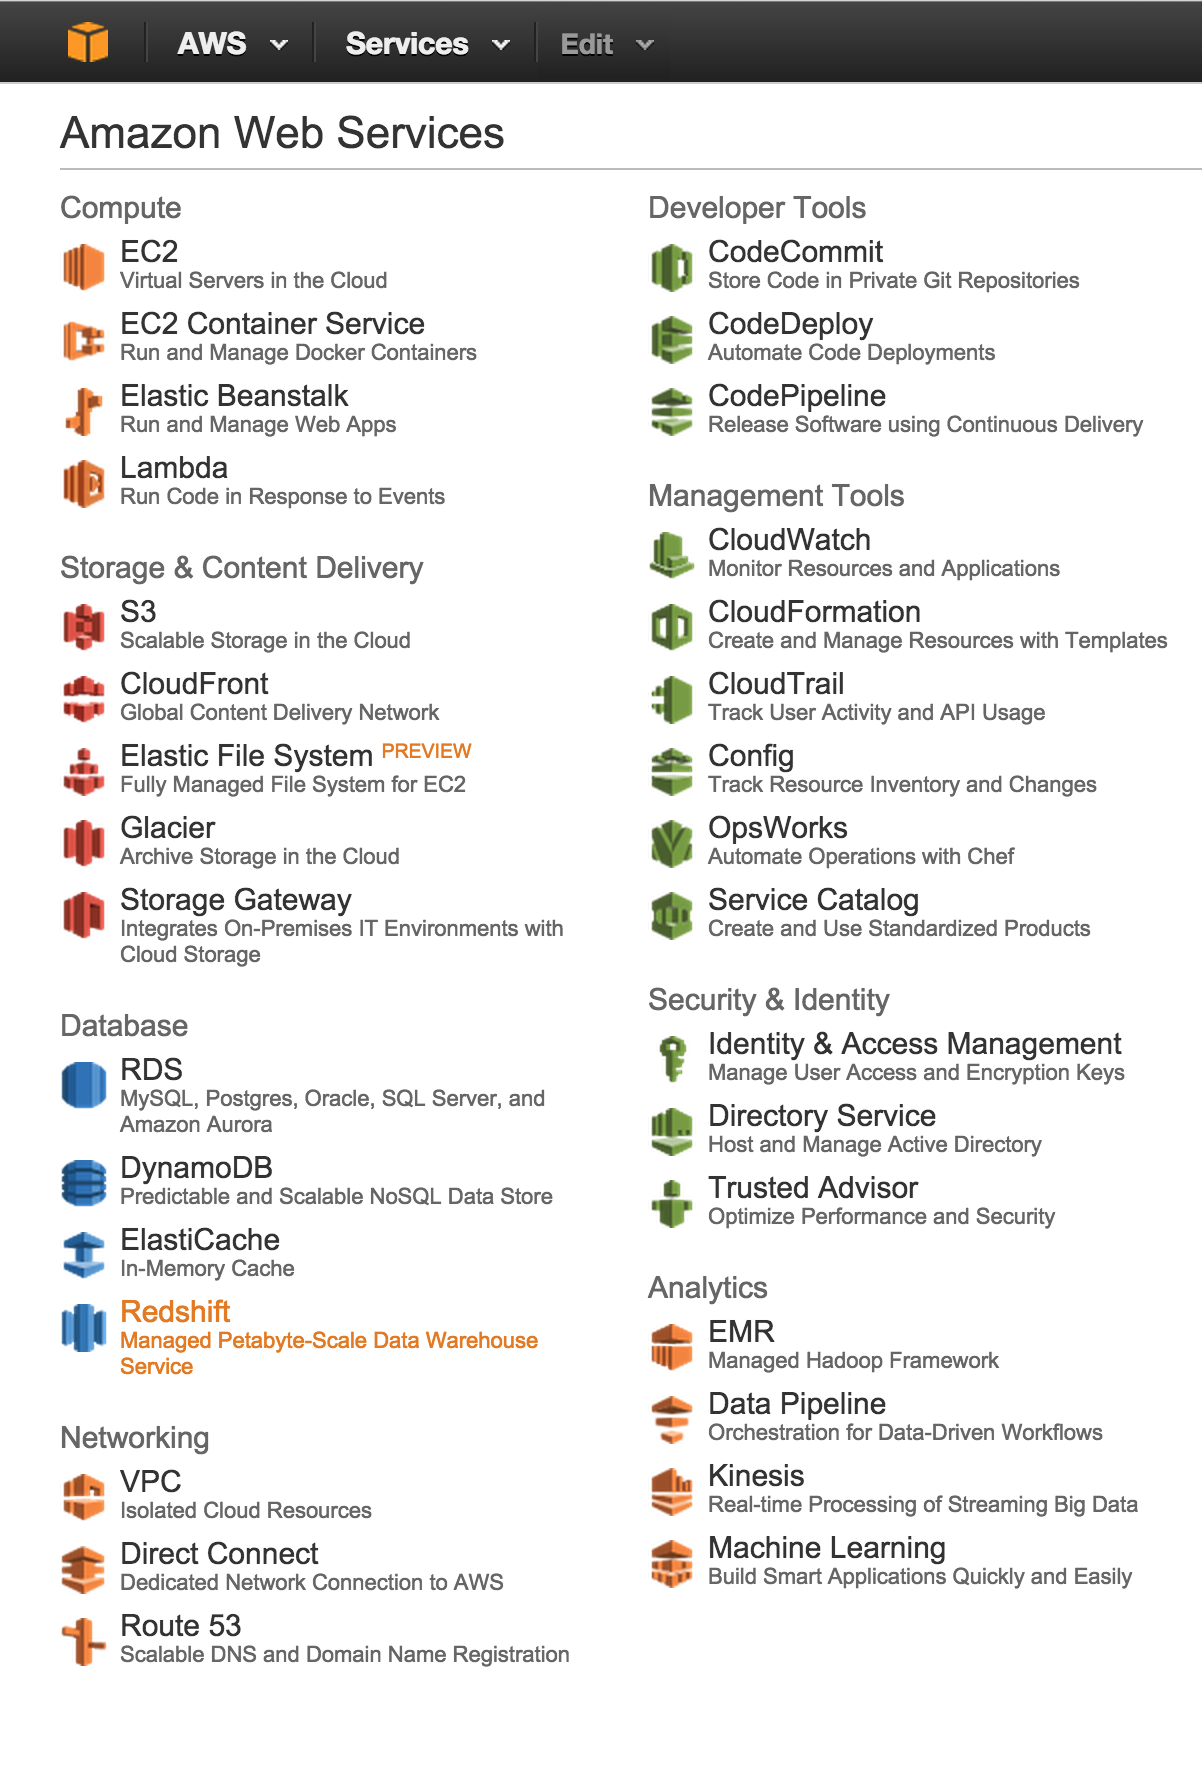 AWS
Services
Edit
Amazon Web Services
Compute
EC2
Virtual Servers in the Cloud
EC2 Container Service
Run and Manage Docker Containers
Elastic Beanstalk
Run and Manage Web Apps
Lambda
Run Code in Response to Events
Storage & Content Delivery
S3
Scalable Storage in the Cloud
CloudFront
Global Content Delivery Network
Elastic File System PREVIEW
Fully Managed File System for EC2
Glacier
Archive Storage in the Cloud
Storage Gateway
Integrates On-Premises IT Environments with
Cloud Storage
Database
RDS
MySQL, Postgres, Oracle, SQL Server, and
Amazon Aurora
DynamoDB
Predictable and Scalable NoSQL Data Store
ElastiCache
In-Memory Cache
Redshift
Managed Petabyte-Scale Data Warehouse
Service
Networking
VPC
Isolated Cloud Resources
Direct Connect
Dedicated Network Connection to AWS
Route 53
Scalable DNS and Domain Name Registration
Developer Tools
CodeCommit
Store Code in Private Git Repositories
CodeDeploy
Automate Code Deployments
CodePipeline
Release Software using Continuous Delivery
Management Tools
CloudWatch
Monitor Resources and Applications
CloudFormation
Create and Manage Resources with Templates
CloudTrail
Track User Activity and API Usage
Config
Track Resource Inventory and Changes
OpsWorks
Automate Operations with Chef
Service Catalog
Create and Use Standardized Products
Security & Identity
Identity & Access Management
Manage User Access and Encryption Keys
Directory Service
Host and Manage Active Directory
Trusted Advisor
Optimize Performance and Security
Analytics
EMR
Managed Hadoop Framework
Data Pipeline
Orchestration for Data-Driven Workflows
Kinesis
Real-time Processing of Streaming Big Data
Machine Learning
Build Smart Applications Quickly and Easily